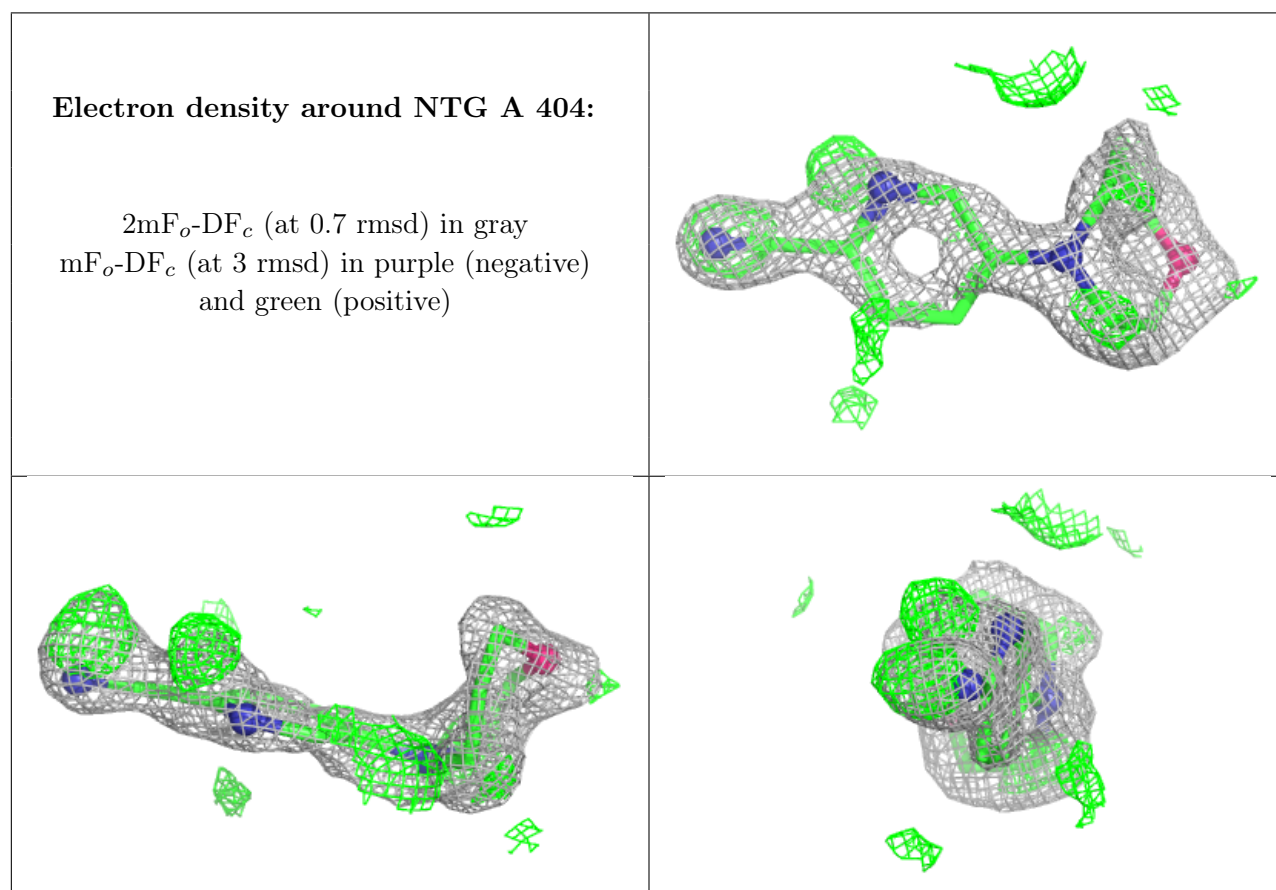 Electron density around NTG A 404:
2mFo-DFc (at 0.7 rmsd) in gray
mFo-DFc (at 3 rmsd) in purple (negative)
and green (positive)